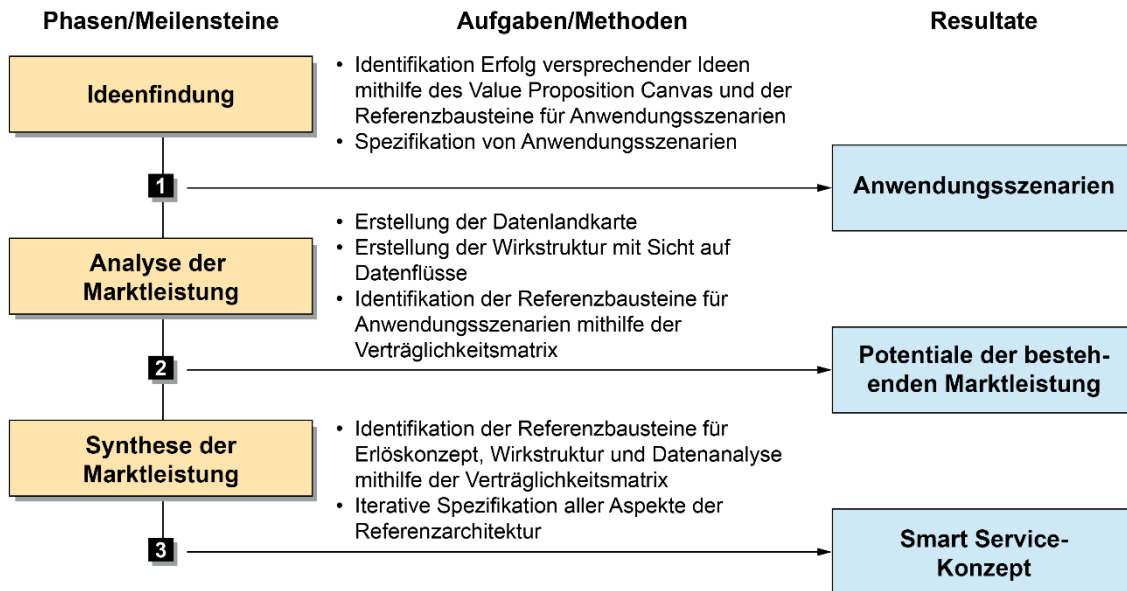 Phasen/Meilensteine
Aufgaben/Methoden
Resultate
Ideenfindung
• Identifikation Erfolg versprechender Ideen
mithilfe des Value Proposition Canvas und der
Referenzbausteine für Anwendungsszenarien
• Spezifikation von Anwendungsszenarien
1
Anwendungsszenarien
Analyse der
Marktleistung
• Erstellung der Datenlandkarte
• Erstellung der Wirkstruktur mit Sicht auf
Datenflüsse
• Identifikation der Referenzbausteine für
Anwendungsszenarien mithilfe der
Verträglichkeitsmatrix
2
Potentiale der besteh-
enden Marktleistung
Synthese der
Marktleistung
• Identifikation der Referenzbausteine für
Erlöskonzept, Wirkstruktur und Datenanalyse
mithilfe der Verträglichkeitsmatrix
• Iterative Spezifikation aller Aspekte der
Referenzarchitektur
3
Smart Service-
Konzept